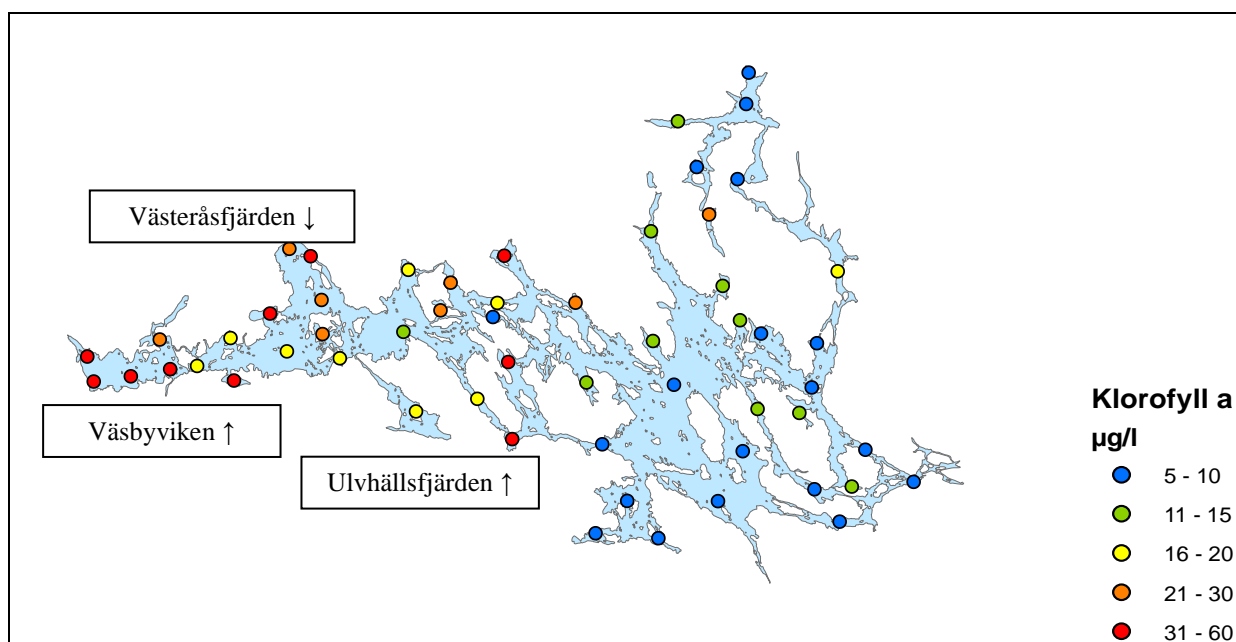 Västeråsfjärden ↓
Väsbyviken ↑
Ulvhällsfjärden ↑
Klorofyll a
µg/l
5 - 10
11 - 15
16 - 20
21 - 30
31 - 60